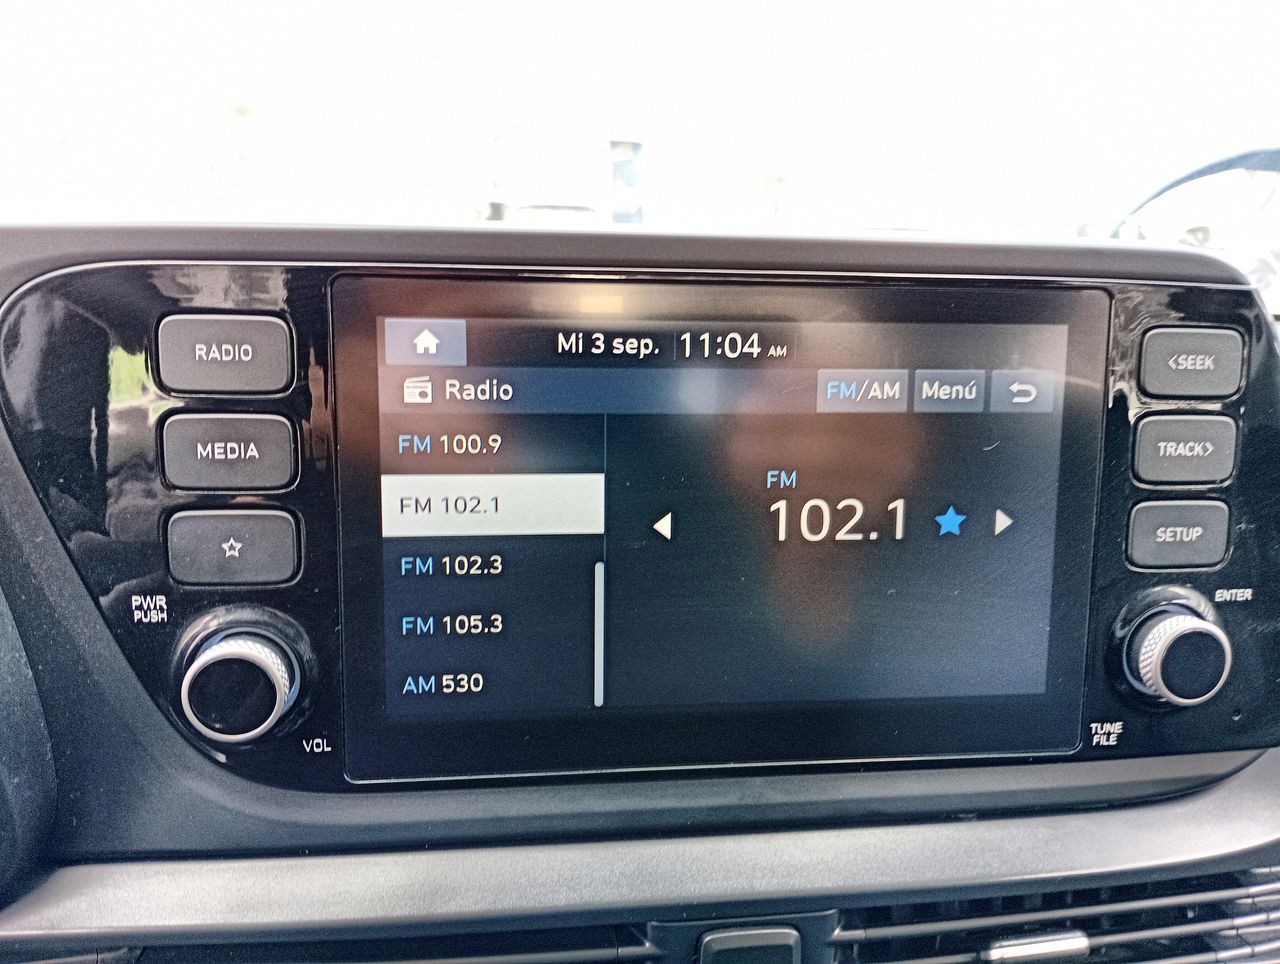 RADIO
MEDIA
PWR
PUSH
VOL
Mi 3 sep. 11:04 AM
Radio
FM/AM Menú
FM 100.9
FM 102.1
FM 102.3
FM 105.3
AM 530
FM
102.1
<SEEK
TRACK>
SETUP
ENTER
TUNE
FILE